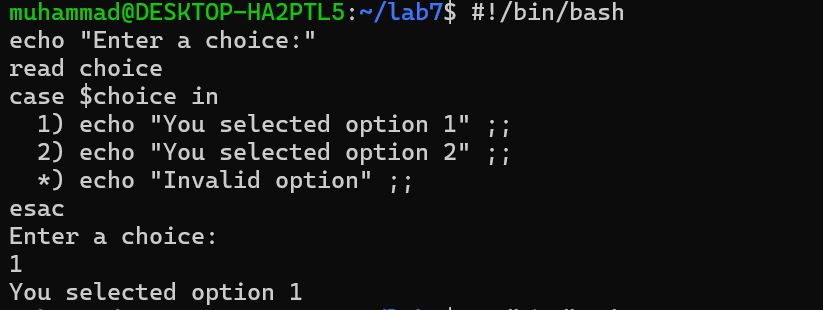 muhammad@DESKTOP-HA2PTL5:~/lab7$ #!/bin/bash
echo "Enter a choice:"
read choice
case $choice in
  1) echo "You selected option 1" ;;
  2) echo "You selected option 2" ;;
  *) echo "Invalid option" ;;
esac
Enter a choice:
1
You selected option 1